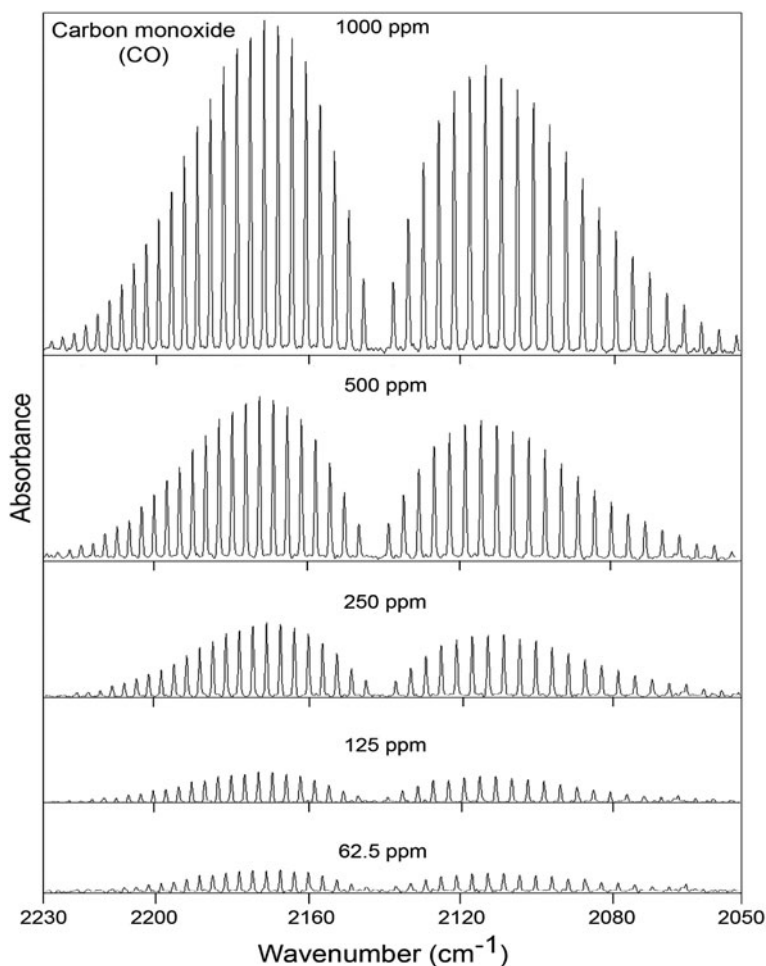 Carbon monoxide
(CO)
1000 ppm
500 ppm
250 ppm
125 ppm
62.5 ppm
Absorbance
2230 2200 2160 2120 2080 2050
Wavenumber (cm-1)